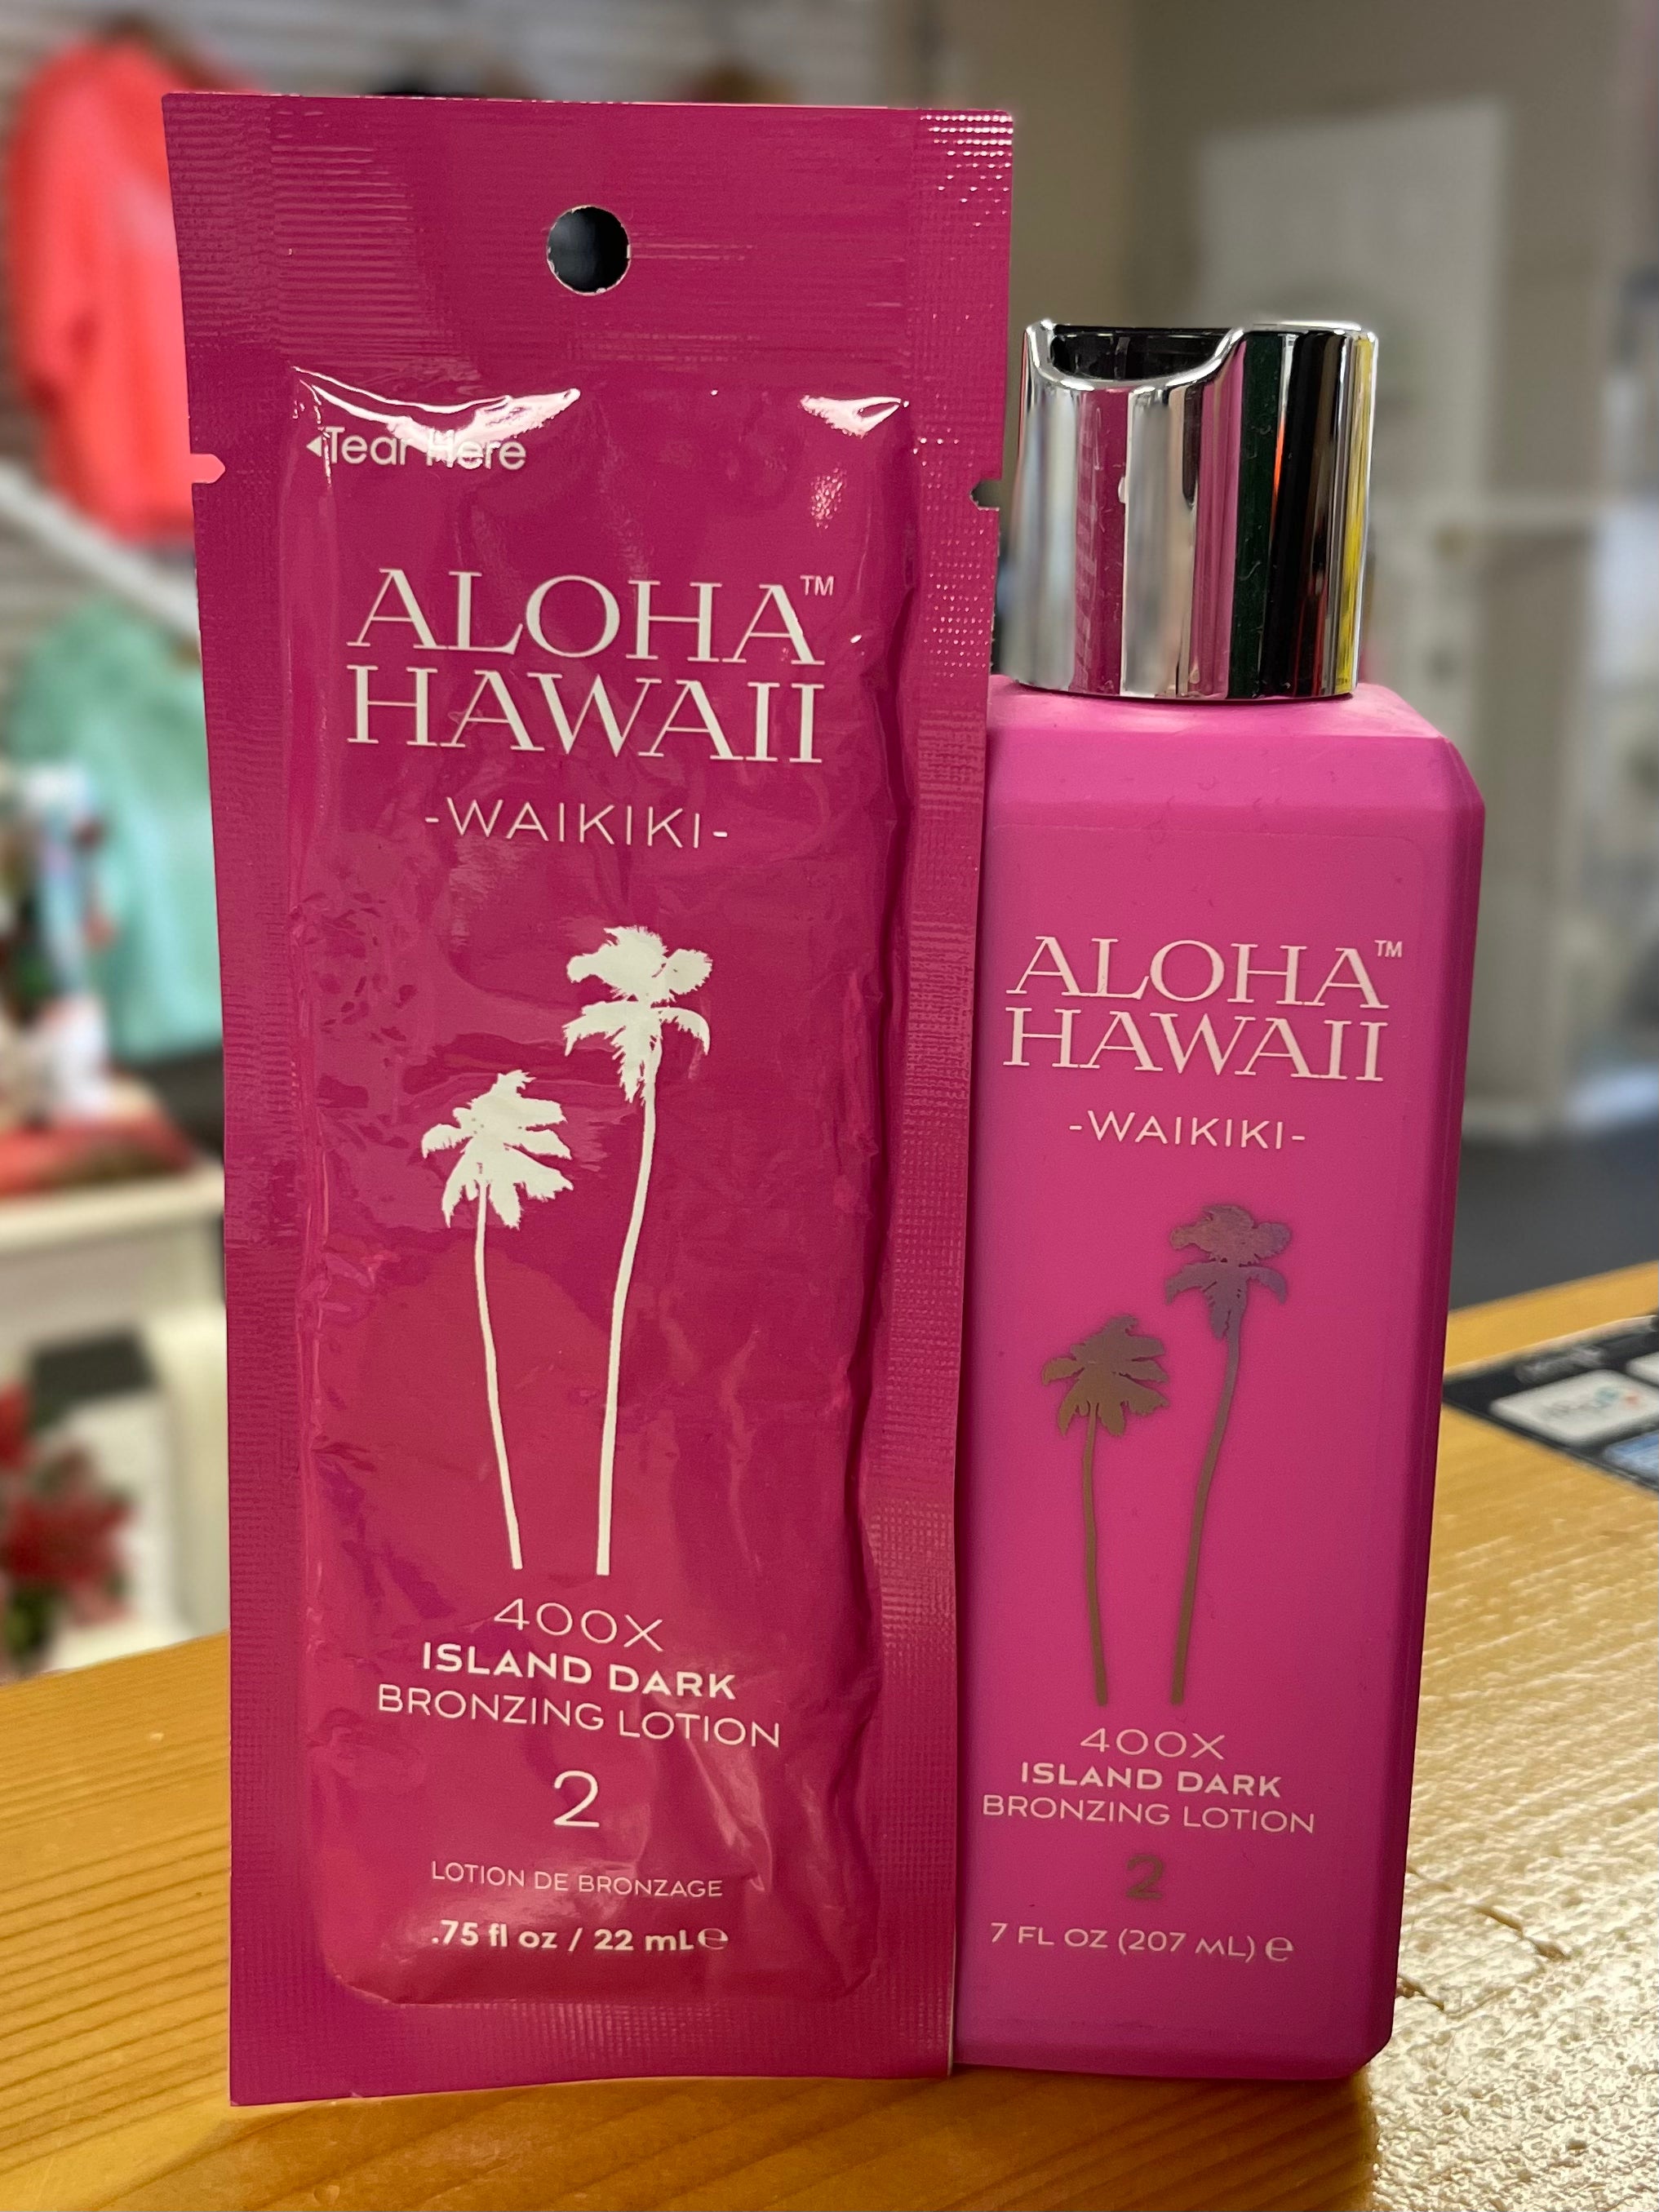 ◀Tear Here
ALOHA™
HAWAII
-WAIKIKI-
400X
ISLAND DARK
BRONZING LOTION
2
LOTION DE BRONZAGE
.75 fl oz / 22 mL℮
ALOHA™
HAWAII
-WAIKIKI-
400X
ISLAND DARK
BRONZING LOTION
2
7 FL OZ (207 ML) ℮